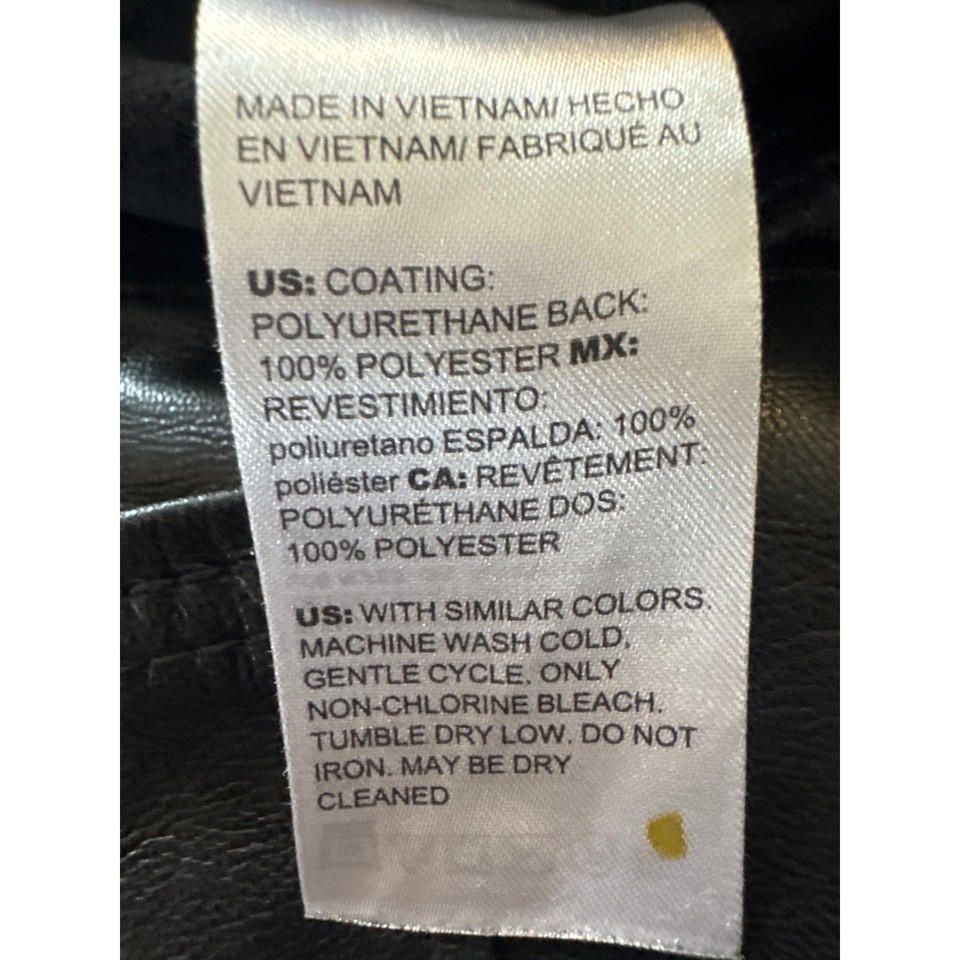 MADE IN VIETNAM/ HECHO
EN VIETNAM/ FABRIQUÉ AU
VIETNAM
US: COATING:
POLYURETHANE BACK:
100% POLYESTER MX:
REVESTIMIENTO:
poliuretano ESPALDA: 100%
poliéster CA: REVÊTEMENT:
POLYURÉTHANE DOS:
100% POLYESTER
US: WITH SIMILAR COLORS.
MACHINE WASH COLD,
GENTLE CYCLE. ONLY
NON-CHLORINE BLEACH.
TUMBLE DRY LOW. DO NOT
IRON. MAY BE DRY
CLEANED